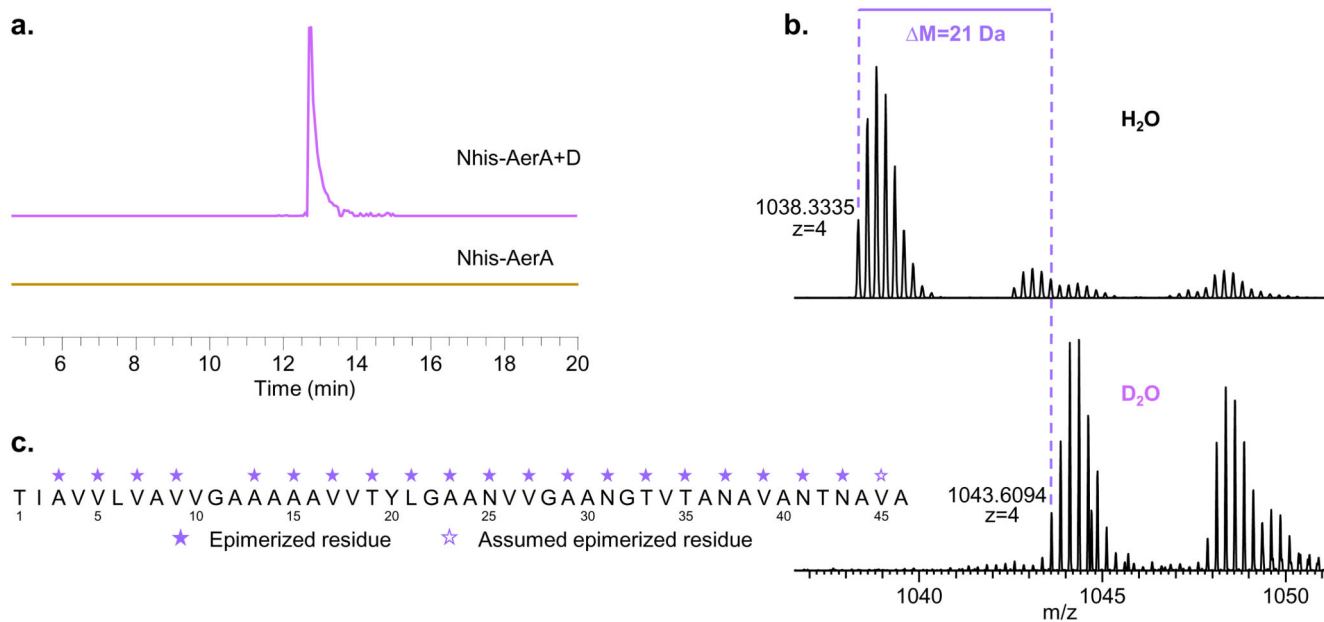 a.
Nhis-AerA+D
Nhis-AerA
6 8 10 12 14 16 18 20
Time (min)
b.
ΔM=21 Da
H₂O
1038.3335
z=4
D₂O
1043.6094
z=4
1040 1045 1050
m/z
c.
★ ★ ★ ★ ★ ★ ★ ★ ★ ★ ★ ★ ★ ★ ★ ★ ★ ★ ★ ★ ☆
T I A V V L V A V V G A A A A A V V T Y L G A A N V V G A A N G T V T A N A V A N T N A V A
1 5 10 15 20 25 30 35 40 45
★ Epimerized residue ☆ Assumed epimerized residue